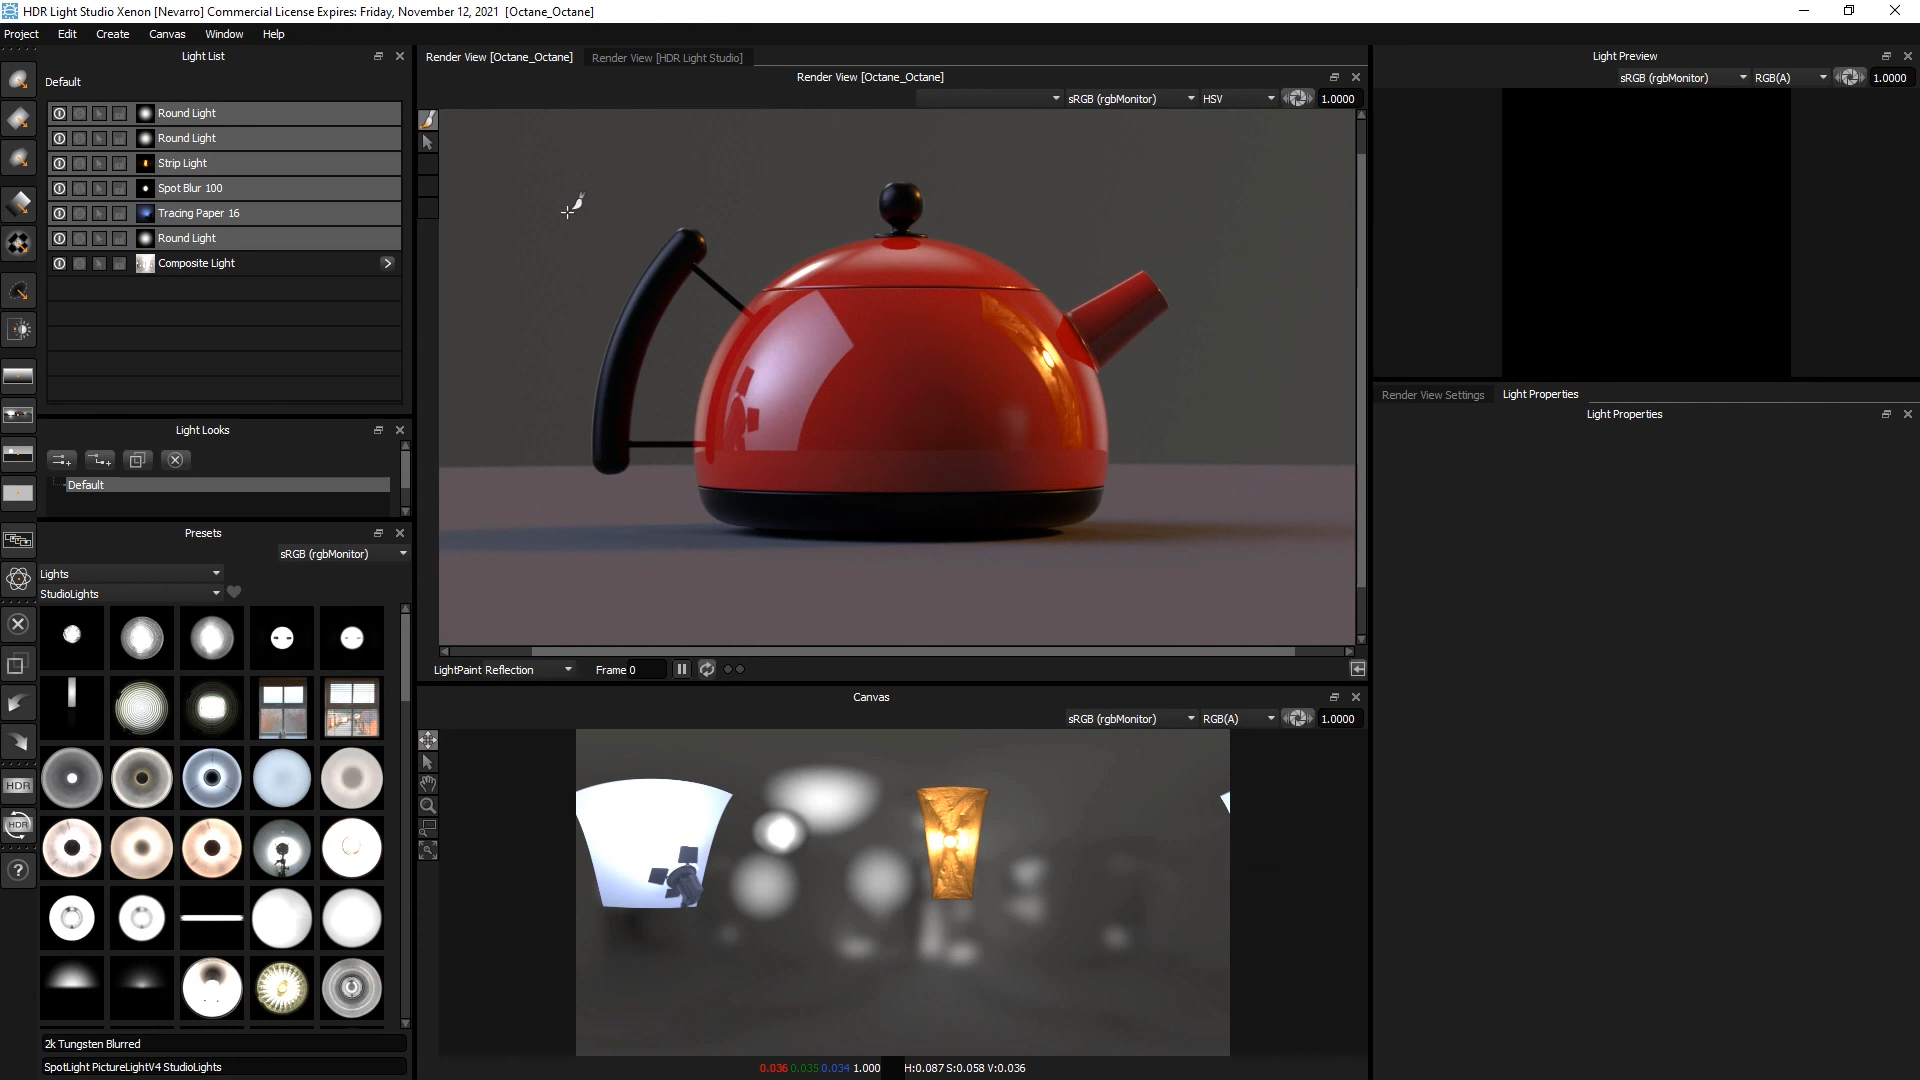 HDR Light Studio Xenon [Nevarro] Commercial License Expires: Friday, November 12, 2021 [Octane_Octane]
Project Edit Create Canvas Window Help
Light List
Default
Round Light
Round Light
Strip Light
Spot Blur 100
Tracing Paper 16
Round Light
Composite Light
Light Looks
Default
Presets
sRGB (rgbMonitor)
Lights
StudioLights
HDR
HDR
2k Tungsten Blurred
SpotLight PictureLightV4 StudioLights
Render View [Octane_Octane] Render View [HDR Light Studio]
Render View [Octane_Octane]
sRGB (rgbMonitor) HSV 1.0000
LightPaint Reflection Frame 0
Canvas
sRGB (rgbMonitor) RGB(A) 1.0000
0.036 0.035 0.034 1.000 H:0.087 S:0.058 V:0.036
Light Preview
sRGB (rgbMonitor) RGB(A) 1.0000
Render View Settings Light Properties
Light Properties